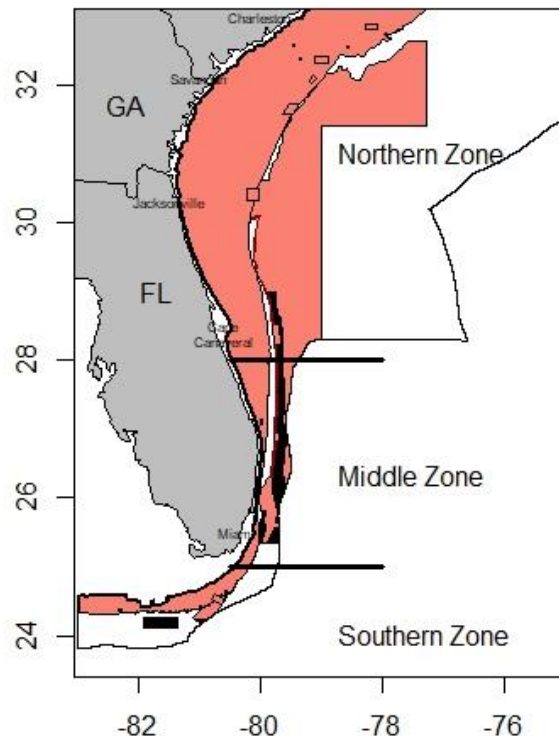 Charleston
32
Savannah
GA
Northern Zone
Jacksonville
30
FL
Cape
Canaveral
28
Middle Zone
26
Miami
24
Southern Zone
-82 -80 -78 -76